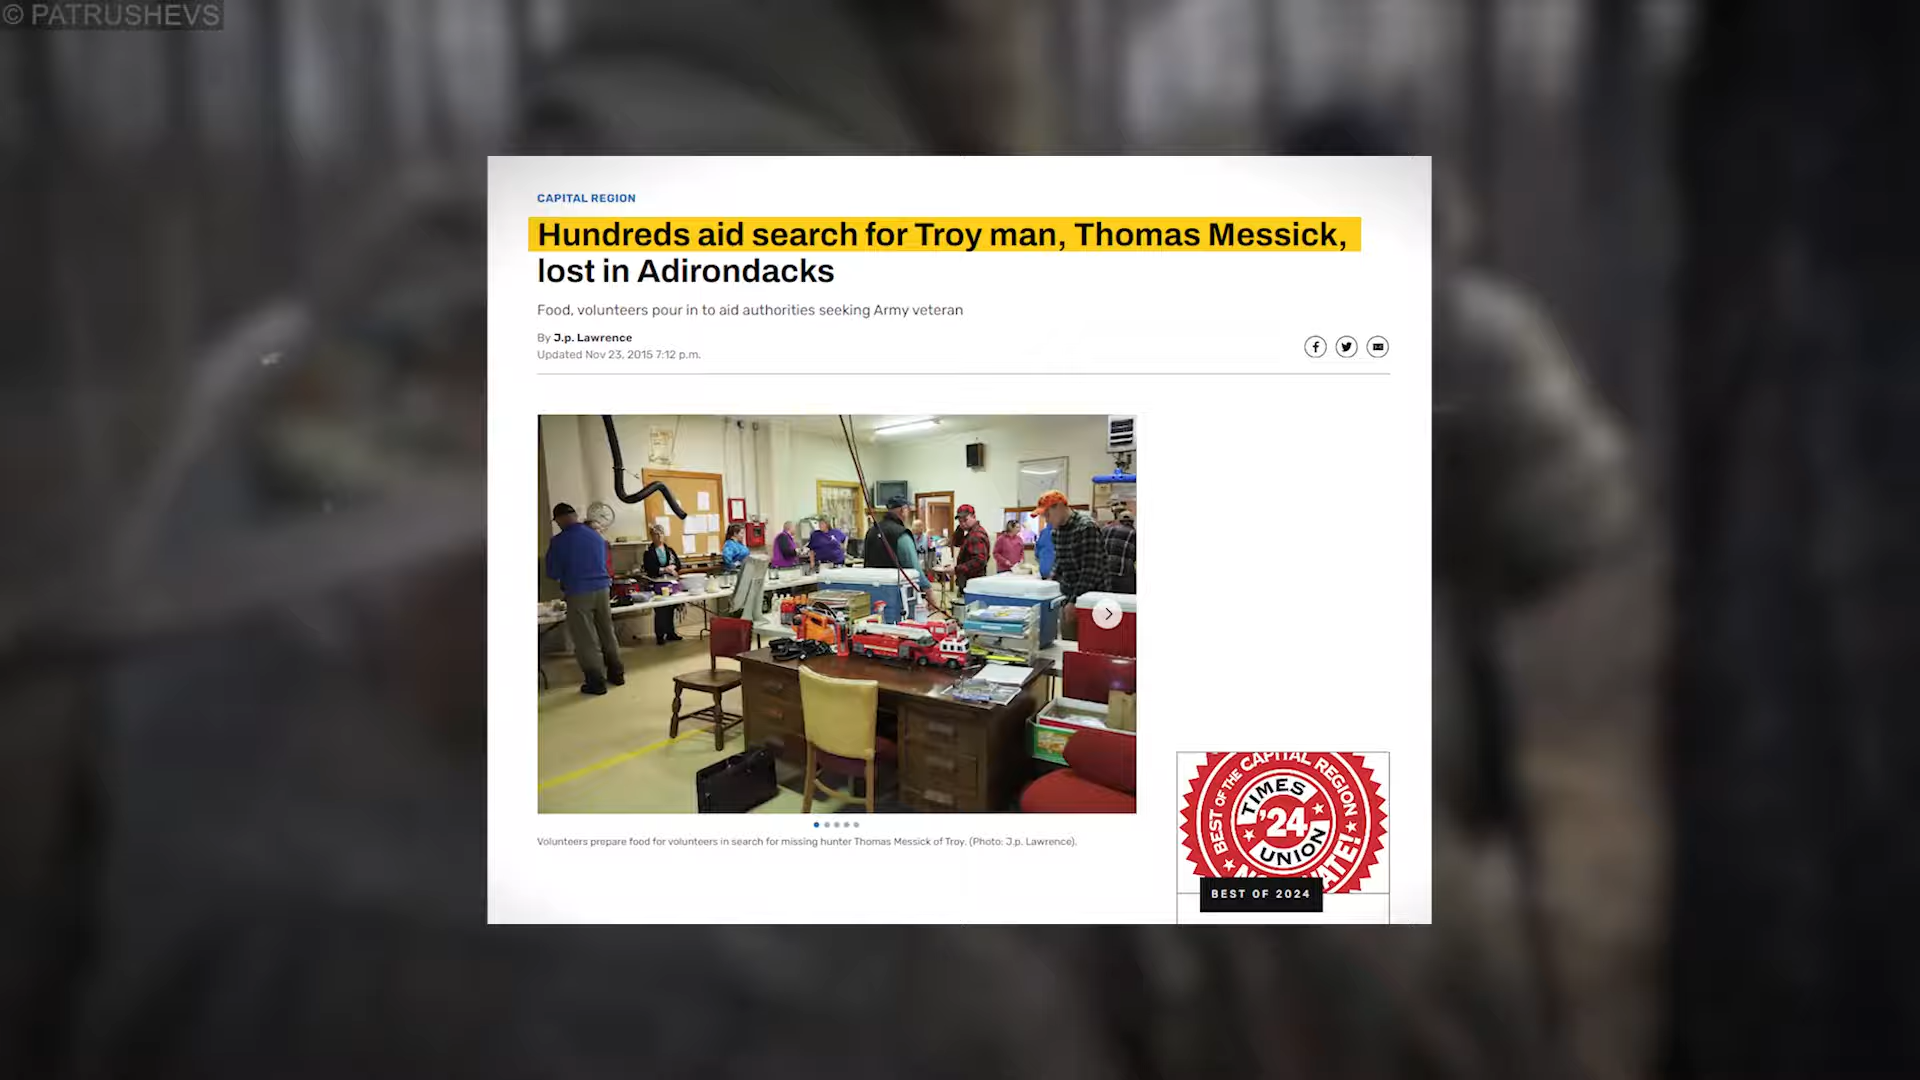 © PATRUSHEVS
CAPITAL REGION
Hundreds aid search for Troy man, Thomas Messick,
lost in Adirondacks
Food, volunteers pour in to aid authorities seeking Army veteran
By J.p. Lawrence
Updated Nov 23, 2015 7:12 p.m.
Volunteers prepare food for volunteers in search for missing hunter Thomas Messick of Troy. (Photo: J.p. Lawrence).
BEST OF THE CAPITAL REGION
TIMES
'24
UNION
BEST OF 2024